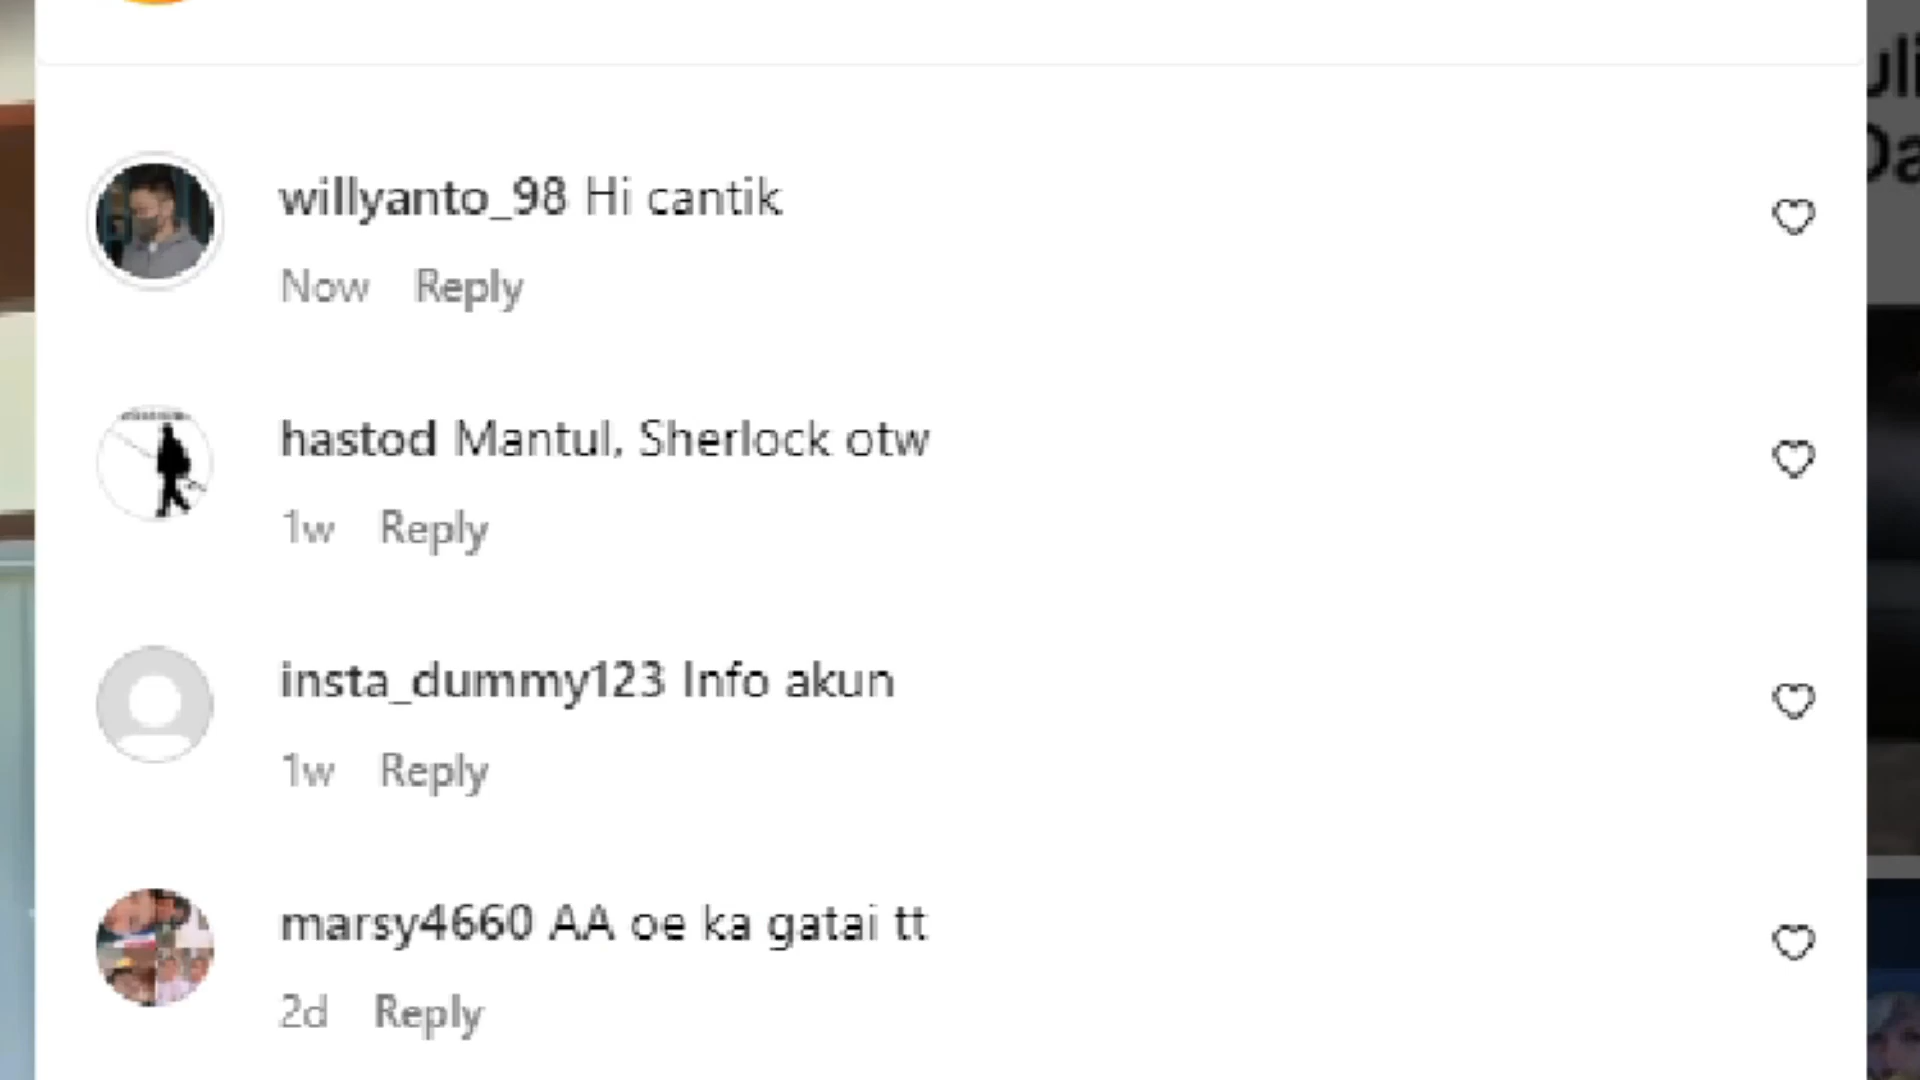 willyanto_98 Hi cantik
Now Reply
hastod Mantul, Sherlock otw
1w Reply
insta_dummy123 Info akun
1w Reply
marsy4660 AA oe ka gatai tt
2d Reply